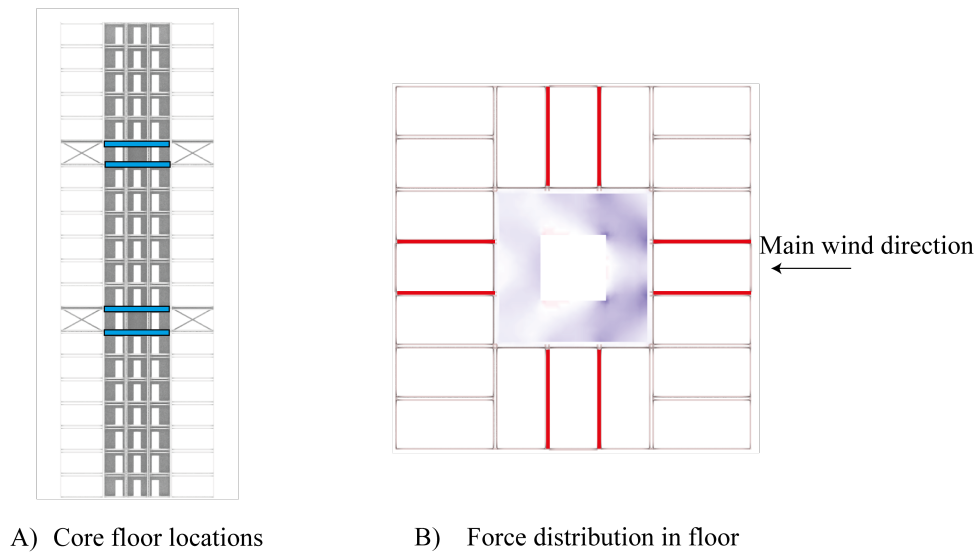 Main wind direction
A) Core floor locations
B) Force distribution in floor